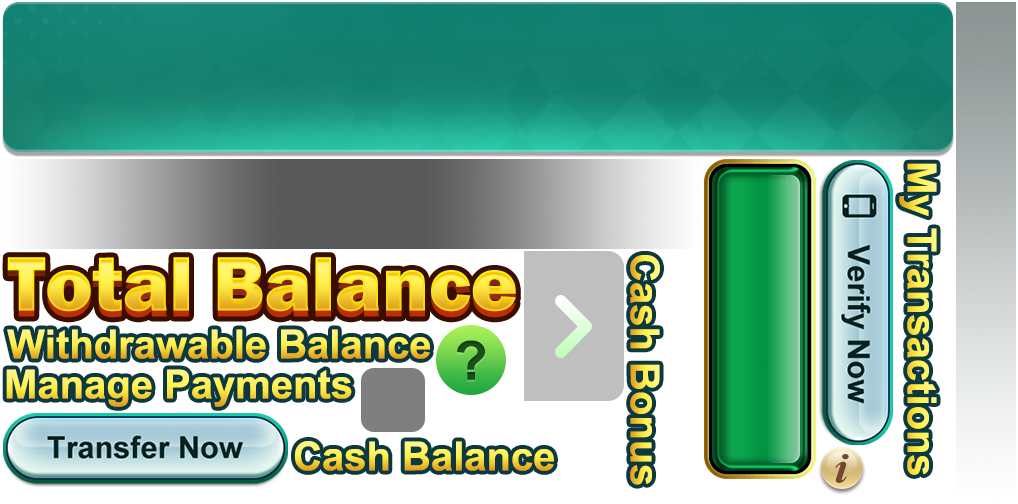 Total Balance
Withdrawable Balance
?
Manage Payments
Transfer Now
Cash Balance
Cash Bonus
Verify Now
My Transactions
i